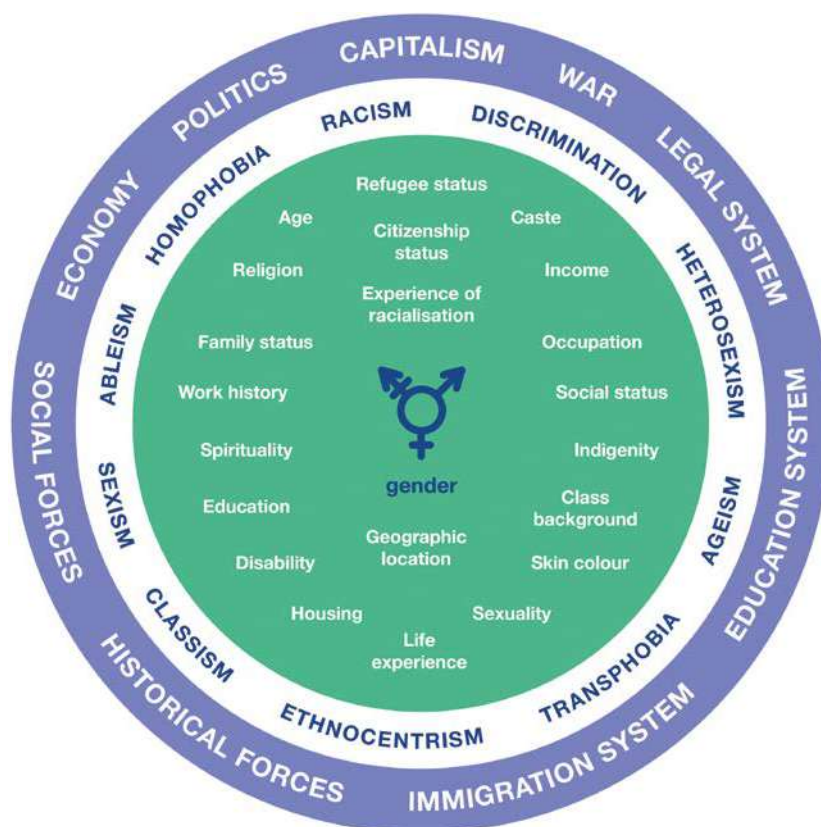 CAPITALISM
WAR
LEGAL SYSTEM
EDUCATION SYSTEM
IMMIGRATION SYSTEM
HISTORICAL FORCES
SOCIAL FORCES
ECONOMY
POLITICS
RACISM
DISCRIMINATION
HETEROSEXISM
AGEISM
TRANSPHOBIA
ETHNOCENTRISM
CLASSISM
SEXISM
ABLEISM
HOMOPHOBIA
Refugee status
Age
Citizenship
status
Caste
Religion
Experience of
racialisation
Income
Family status
Occupation
Work history
Social status
Spirituality
Indigenity
gender
Education
Class
background
Disability
Geographic
location
Skin colour
Housing
Sexuality
Life
experience